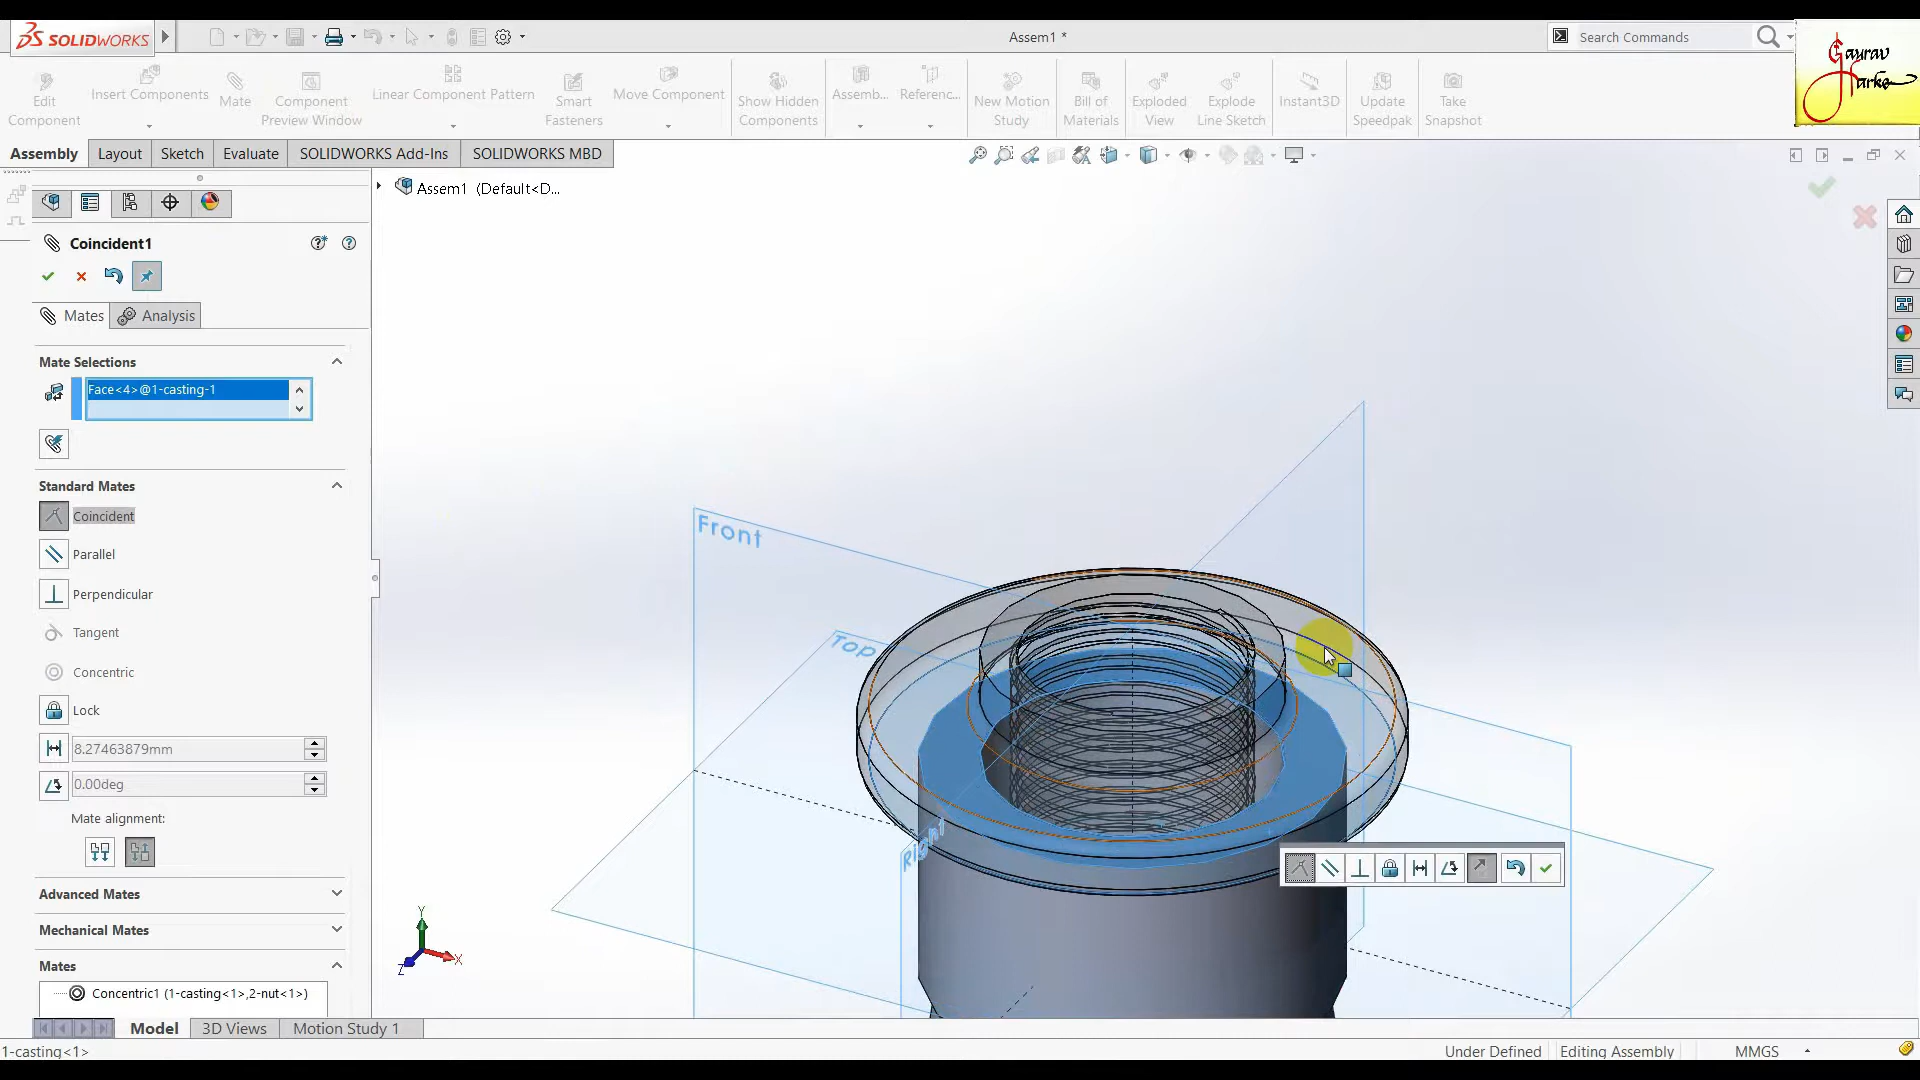 SOLIDWORKS
Assem1 *
Search Commands
Gaurav
Harke
Edit Component
Insert Components
Mate
Component Preview Window
Linear Component Pattern
Smart Fasteners
Move Component
Show Hidden Components
Assemb...
Referenc...
New Motion Study
Bill of Materials
Exploded View
Explode Line Sketch
Instant3D
Update Speedpak
Take Snapshot
Assembly
Layout
Sketch
Evaluate
SOLIDWORKS Add-Ins
SOLIDWORKS MBD
Assem1 (Default<D...
Coincident1
Mates
Analysis
Mate Selections
Face<4>@1-casting-1
Standard Mates
Coincident
Parallel
Perpendicular
Tangent
Concentric
Lock
8.27463879mm
0.00deg
Mate alignment:
Advanced Mates
Mechanical Mates
Mates
Concentric1 (1-casting<1>,2-nut<1>)
Front
Top
Right
Y
X
Z
Model
3D Views
Motion Study 1
1-casting<1>
Under Defined
Editing Assembly
MMGS